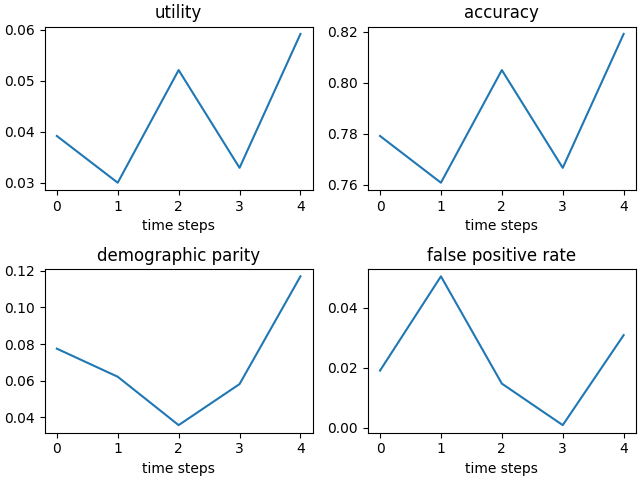 utility
accuracy
0.06
0.05
0.04
0.03
0 1 2 3 4
time steps
0.82
0.80
0.78
0.76
0 1 2 3 4
time steps
demographic parity
false positive rate
0.12
0.10
0.08
0.06
0.04
0 1 2 3 4
time steps
0.04
0.02
0.00
0 1 2 3 4
time steps